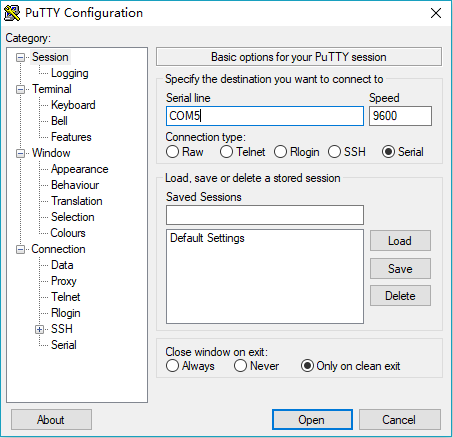 PuTTY Configuration
Category:
Session
Logging
Terminal
Keyboard
Bell
Features
Window
Appearance
Behaviour
Translation
Selection
Colours
Connection
Data
Proxy
Telnet
Rlogin
SSH
Serial
Basic options for your PuTTY session
Specify the destination you want to connect to
Serial line Speed
COM5 9600
Connection type:
Raw Telnet Rlogin SSH Serial
Load, save or delete a stored session
Saved Sessions
Default Settings
Load
Save
Delete
Close window on exit:
Always Never Only on clean exit
About Open Cancel